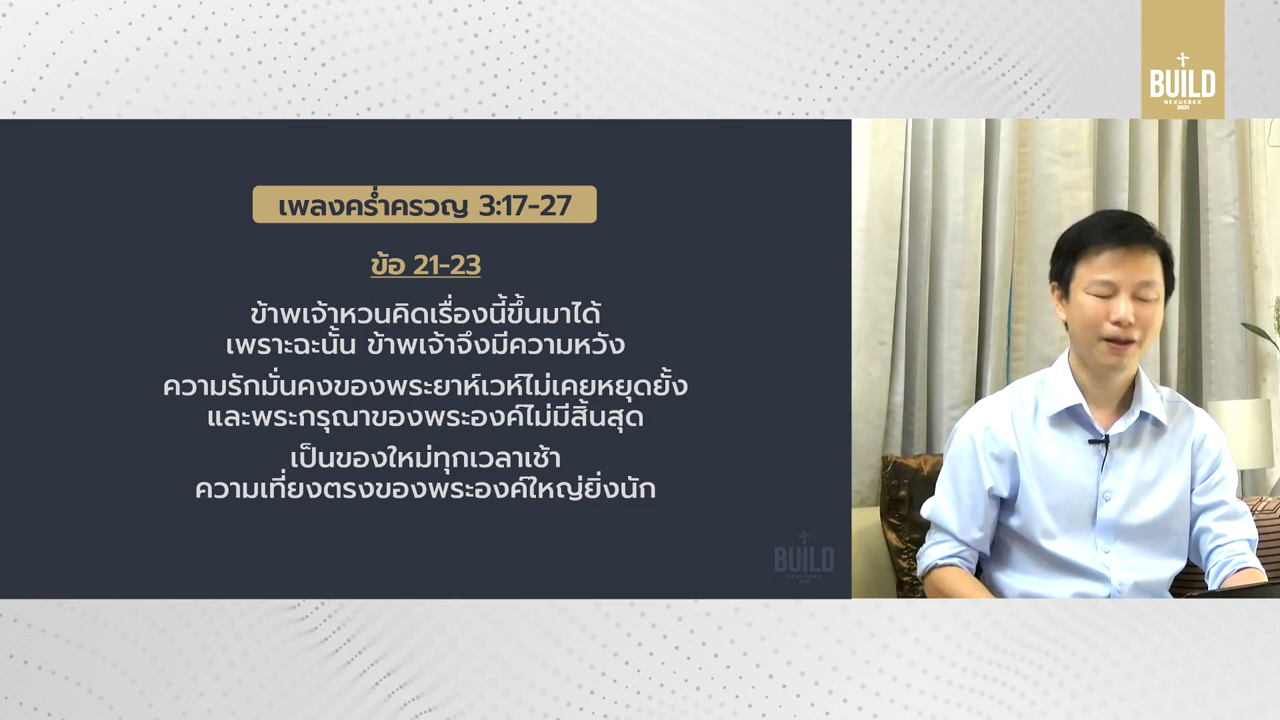 BUILD
NEXUSBKK
2021
เพลงคร่ำครวญ 3:17-27
ข้อ 21-23
ข้าพเจ้าหวนคิดเรื่องนี้ขึ้นมาได้
เพราะฉะนั้น ข้าพเจ้าจึงมีความหวัง
ความรักมั่นคงของพระยาห์เวห์ไม่เคยหยุดยั้ง
และพระกรุณาของพระองค์ไม่มีสิ้นสุด
เป็นของใหม่ทุกเวลาเช้า
ความเที่ยงตรงของพระองค์ใหญ่ยิ่งนัก
BUILD
NEXUSBKK
2021